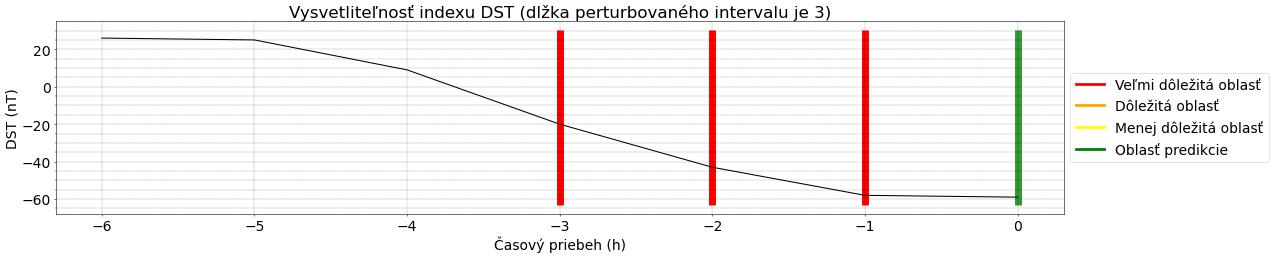 Vysvetliteľnosť indexu DST (dĺžka perturbovaného intervalu je 3)
DST (nT)
20
0
−20
−40
−60
−6 −5 −4 −3 −2 −1 0
Časový priebeh (h)
Veľmi dôležitá oblasť
Dôležitá oblasť
Menej dôležitá oblasť
Oblasť predikcie